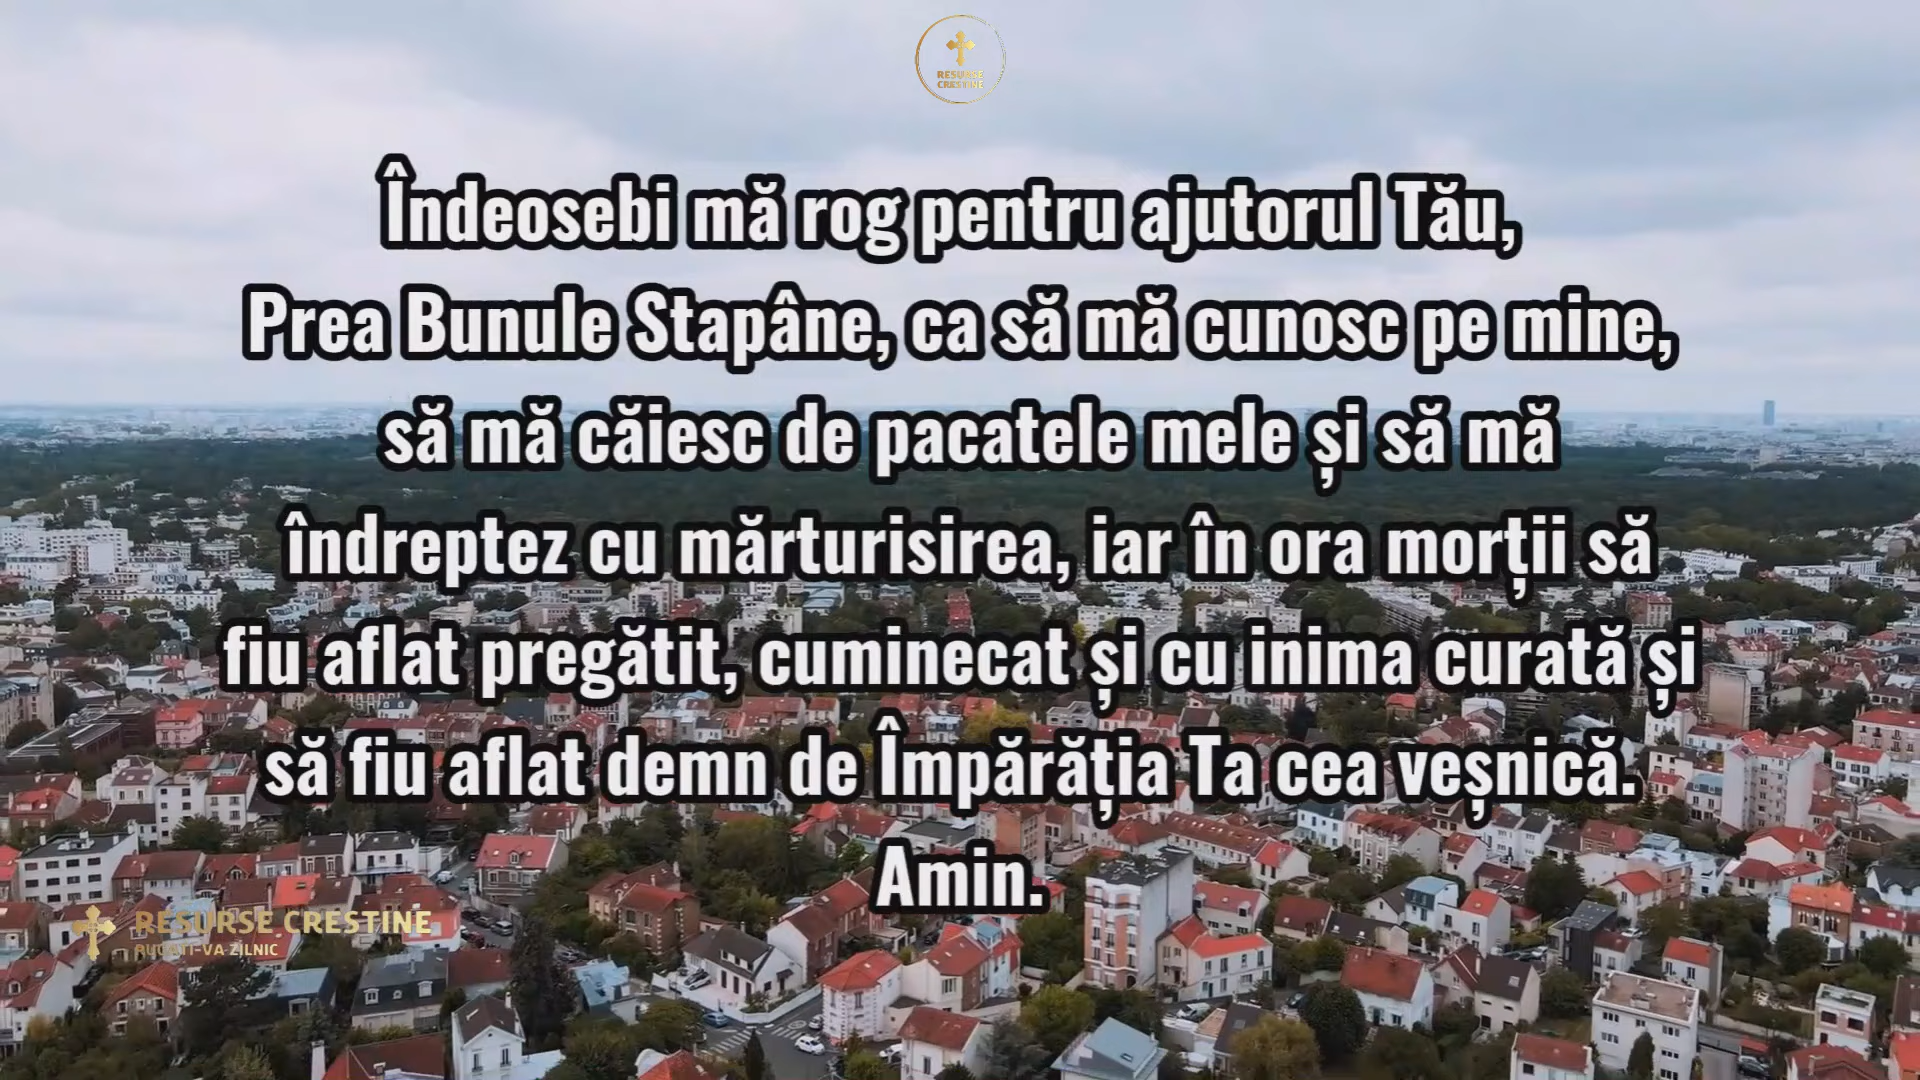 RESURSE
CRESTINE
Îndeosebi mă rog pentru ajutorul Tău,
Prea Bunule Stapâne, ca să mă cunosc pe mine,
să mă căiesc de pacatele mele și să mă
îndreptez cu mărturisirea, iar în ora morții să
fiu aflat pregătit, cuminecat și cu inima curată și
să fiu aflat demn de Împărăția Ta cea veșnică.
Amin.
RESURSE CRESTINE
RUGATI-VA ZILNIC